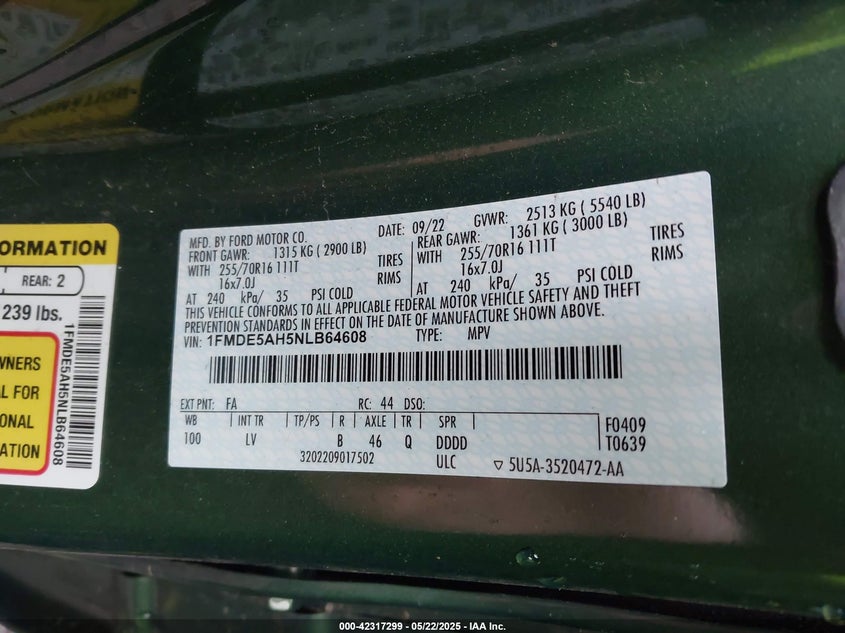 ORMATION
REAR: 2
239 lbs.
WNERS
AL FOR
ONAL
ATION
1FMDE5AH5NLB64608
MFD. BY FORD MOTOR CO. DATE: 09/22 GVWR: 2513 KG ( 5540 LB)
FRONT GAWR: 1315 KG ( 2900 LB) REAR GAWR: 1361 KG ( 3000 LB)
WITH 255/70R16 111T TIRES WITH 255/70R16 111T TIRES
16x7.0J RIMS 16x7.0J RIMS
AT 240 kPa/ 35 PSI COLD AT 240 kPa/ 35 PSI COLD
THIS VEHICLE CONFORMS TO ALL APPLICABLE FEDERAL MOTOR VEHICLE SAFETY AND THEFT
PREVENTION STANDARDS IN EFFECT ON THE DATE OF MANUFACTURE SHOWN ABOVE.
VIN: 1FMDE5AH5NLB64608 TYPE: MPV
EXT PNT: FA RC: 44 DSO:
WB INT TR TP/PS R AXLE TR SPR F0409
100 LV B 46 Q DDDD T0639
3202209017502 ULC ▽ 5U5A-3520472-AA
000-42317299 - 05/22/2025 - IAA Inc.